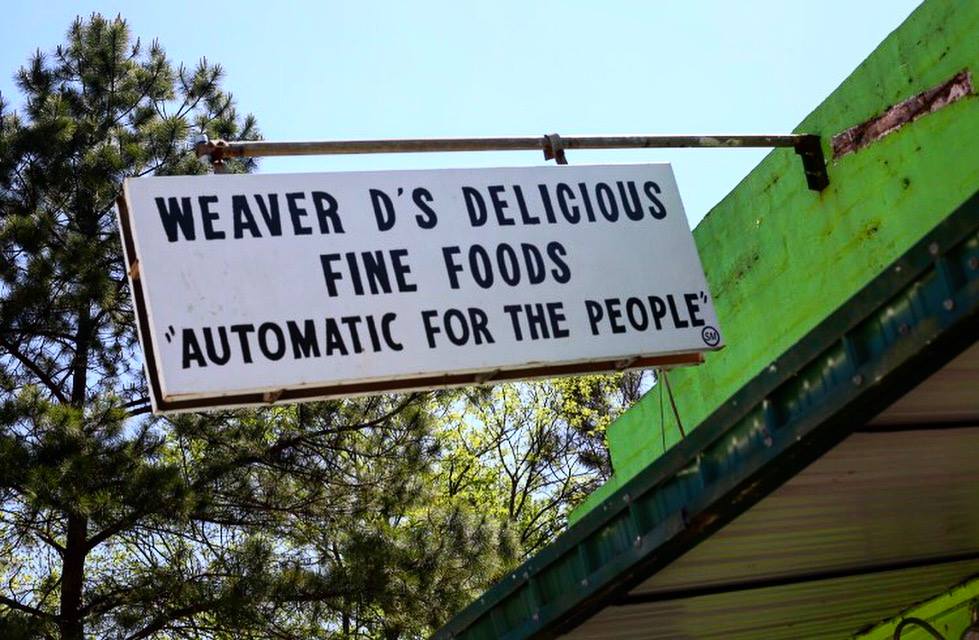 WEAVER D'S DELICIOUS
FINE FOODS
"AUTOMATIC FOR THE PEOPLE"
SM